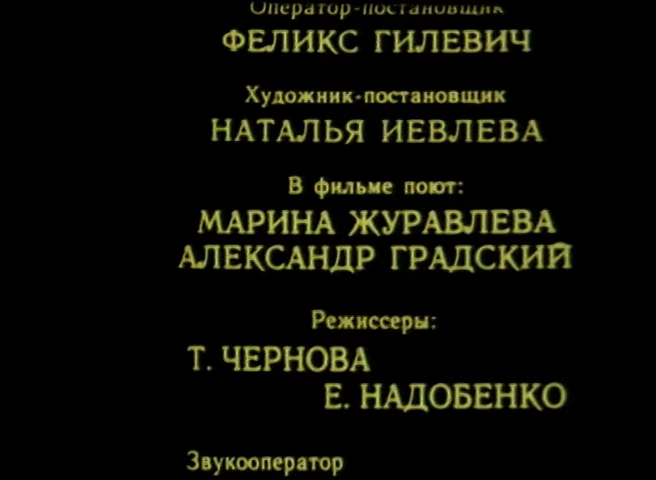 Оператор-постановщик
ФЕЛИКС ГИЛЕВИЧ
Художник-постановщик
НАТАЛЬЯ ИЕВЛЕВА
В фильме поют:
МАРИНА ЖУРАВЛЕВА
АЛЕКСАНДР ГРАДСКИЙ
Режиссеры:
Т. ЧЕРНОВА
Е. НАДОБЕНКО
Звукооператор